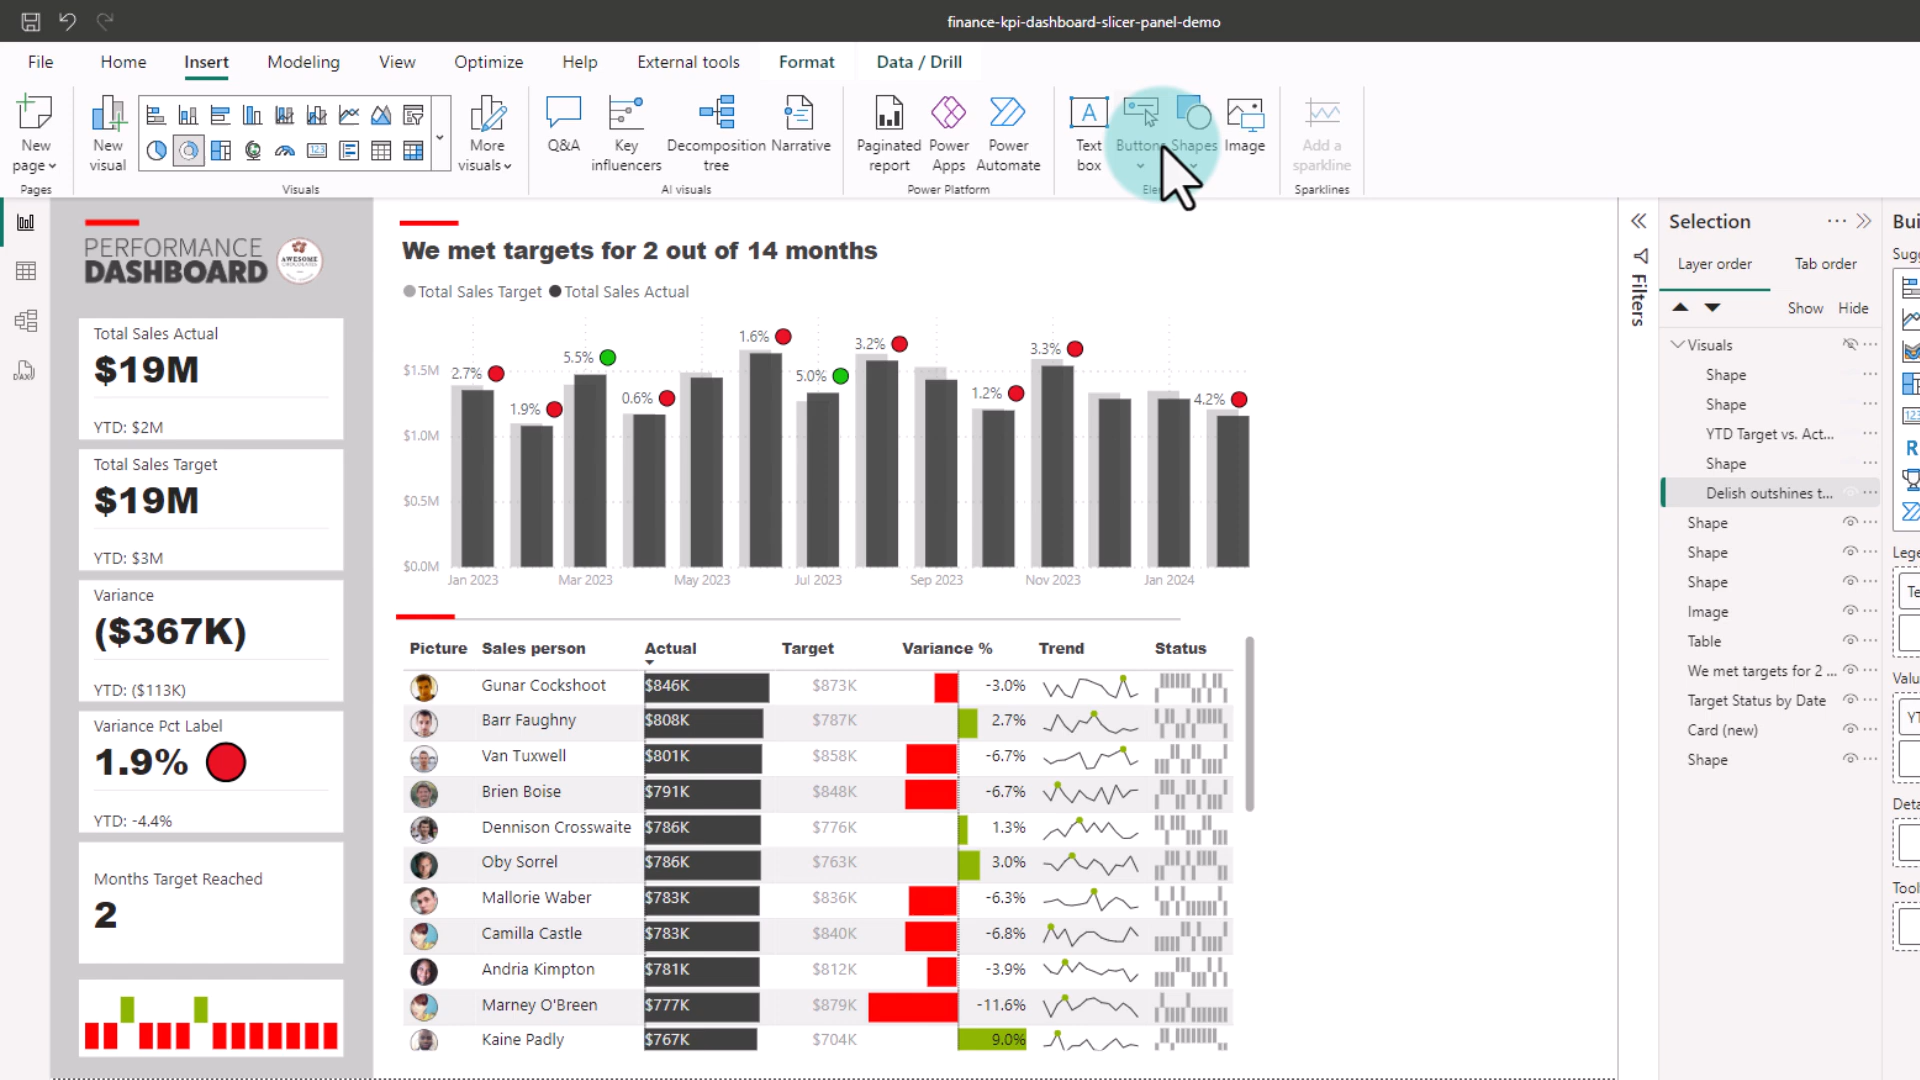 finance-kpi-dashboard-slicer-panel-demo
File Home Insert Modeling View Optimize Help External tools Format Data / Drill
New page
New visual
More visuals
Q&A
Key influencers
Decomposition tree
Narrative
Paginated report
Power Apps
Power Automate
Text box
Buttons
Shapes
Image
Add a sparkline
Pages
Visuals
AI visuals
Power Platform
Sparklines
PERFORMANCE
DASHBOARD
AWESOME
CHOCOLATES
Total Sales Actual
$19M
YTD: $2M
Total Sales Target
$19M
YTD: $3M
Variance
($367K)
YTD: ($113K)
Variance Pct Label
1.9%
YTD: -4.4%
Months Target Reached
2
We met targets for 2 out of 14 months
Total Sales Target Total Sales Actual
$1.5M
$1.0M
$0.5M
$0.0M
2.7%
1.9%
5.5%
0.6%
1.6%
5.0%
3.2%
1.2%
3.3%
4.2%
Jan 2023 Mar 2023 May 2023 Jul 2023 Sep 2023 Nov 2023 Jan 2024
Picture Sales person Actual Target Variance % Trend Status
Gunar Cockshoot $846K $873K -3.0%
Barr Faughny $808K $787K 2.7%
Van Tuxwell $801K $858K -6.7%
Brien Boise $791K $848K -6.7%
Dennison Crosswaite $786K $776K 1.3%
Oby Sorrel $786K $763K 3.0%
Mallorie Waber $783K $836K -6.3%
Camilla Castle $783K $840K -6.8%
Andria Kimpton $781K $812K -3.9%
Marney O'Breen $777K $879K -11.6%
Kaine Padly $767K $704K 9.0%
Filters
Selection
Layer order Tab order
Show Hide
Visuals
Shape
Shape
YTD Target vs. Act...
Shape
Delish outshines t...
Shape
Shape
Shape
Image
Table
We met targets for 2 ...
Target Status by Date
Card (new)
Shape
Bui
Sugg
Lege
Te
Valu
YT
Deta
Tool
DAX
123
R